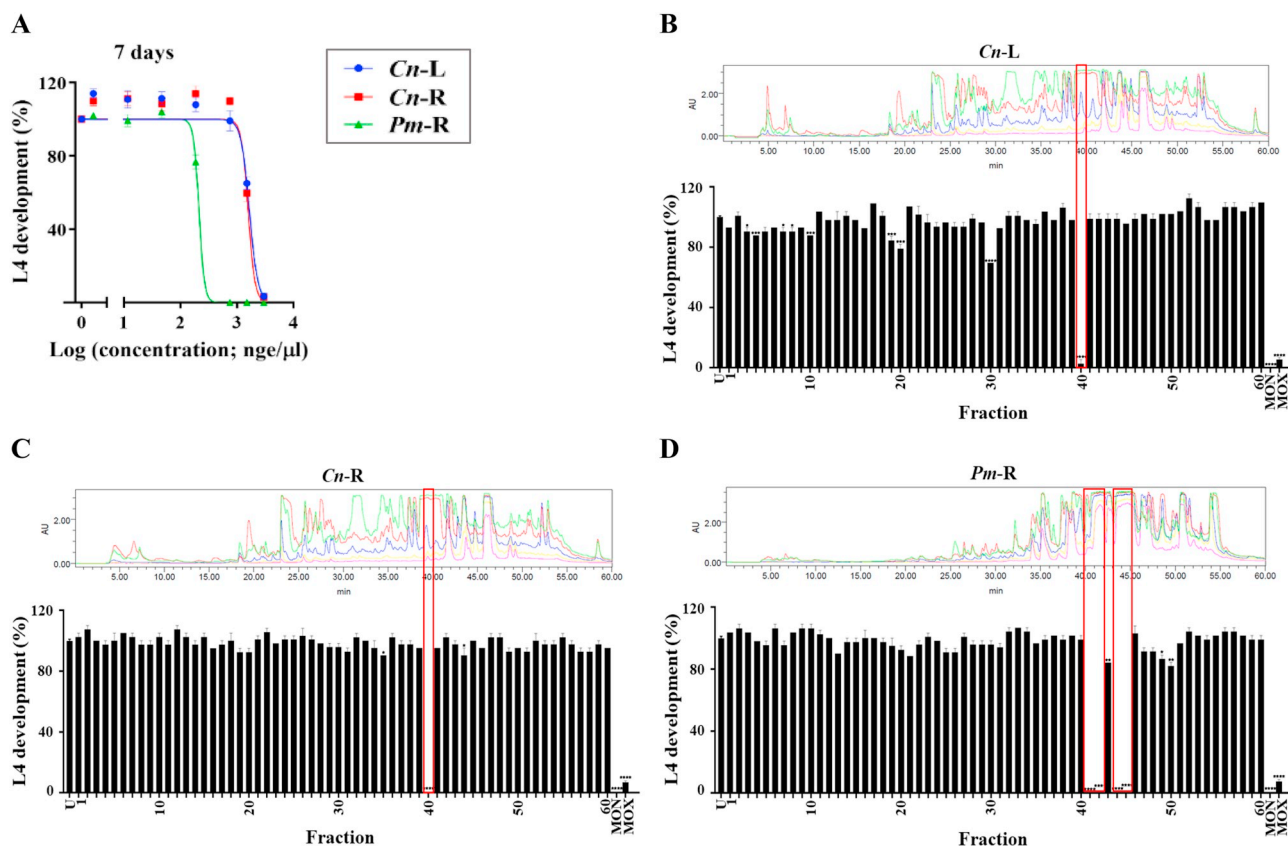 A
7 days
Cn-L
Cn-R
Pm-R
L4 development (%)
120
80
40
0 1 2 3 4
Log (concentration; nge/µl)
B
Cn-L
AU
2.00
0.00
5.00 10.00 15.00 20.00 25.00 30.00 35.00 40.00 45.00 50.00 55.00 60.00
min
L4 development (%)
120
80
40
0
U 1 10 20 30 40 50 60 MON MOX
Fraction
C
Cn-R
AU
2.00
0.00
5.00 10.00 15.00 20.00 25.00 30.00 35.00 40.00 45.00 50.00 55.00 60.00
min
L4 development (%)
120
80
40
0
U 1 10 20 30 40 50 60 MON MOX
Fraction
D
Pm-R
AU
2.00
0.00
5.00 10.00 15.00 20.00 25.00 30.00 35.00 40.00 45.00 50.00 55.00 60.00
min
L4 development (%)
120
80
40
0
U 1 10 20 30 40 50 60 MON MOX
Fraction